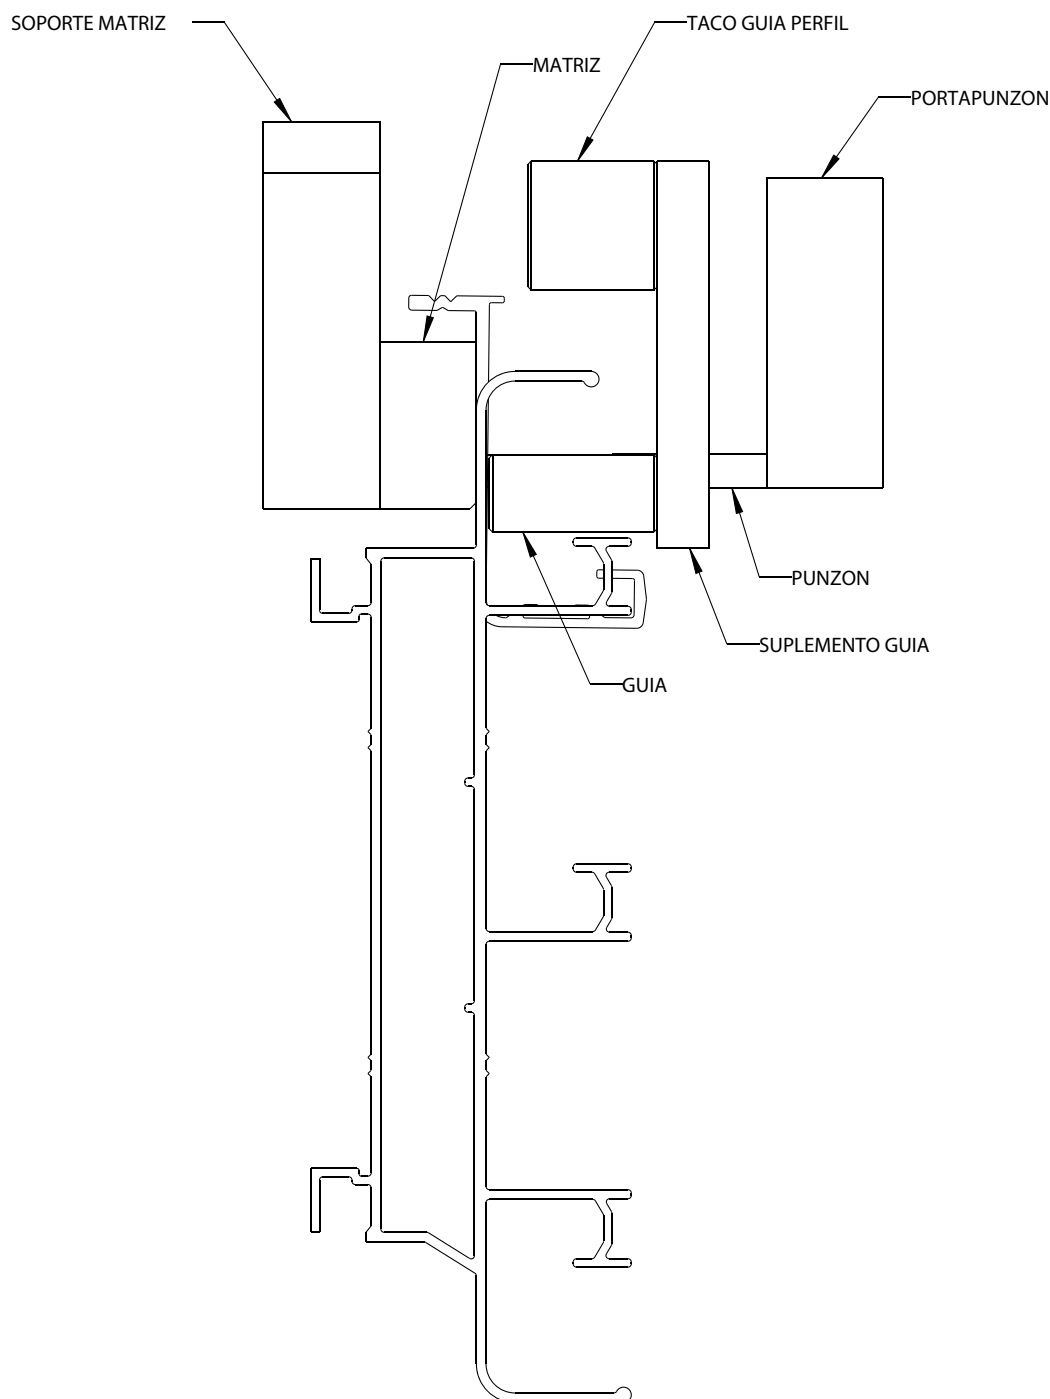 SOPORTE MATRIZ
TACO GUIA PERFIL
MATRIZ
PORTAPUNZON
PUNZON
SUPLEMENTO GUIA
GUIA